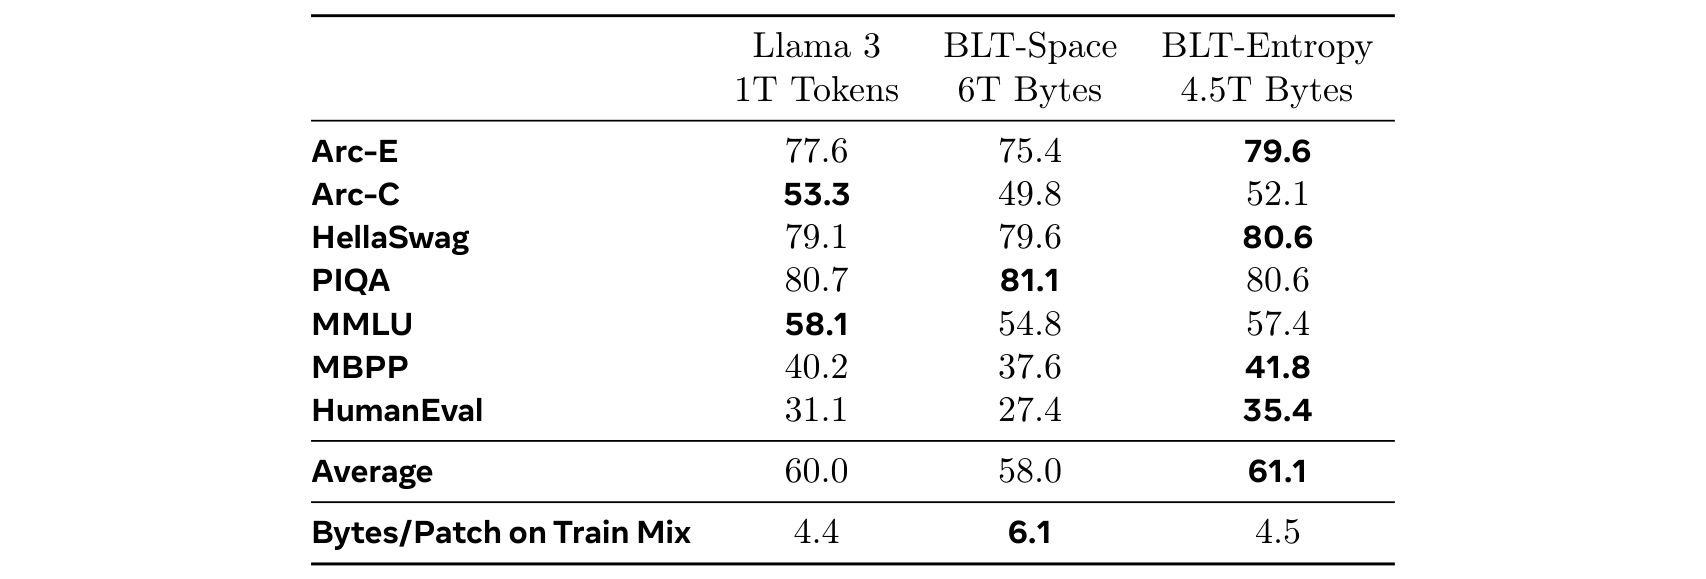 Llama 3 BLT-Space BLT-Entropy
1T Tokens 6T Bytes 4.5T Bytes
Arc-E 77.6 75.4 79.6
Arc-C 53.3 49.8 52.1
HellaSwag 79.1 79.6 80.6
PIQA 80.7 81.1 80.6
MMLU 58.1 54.8 57.4
MBPP 40.2 37.6 41.8
HumanEval 31.1 27.4 35.4
Average 60.0 58.0 61.1
Bytes/Patch on Train Mix 4.4 6.1 4.5